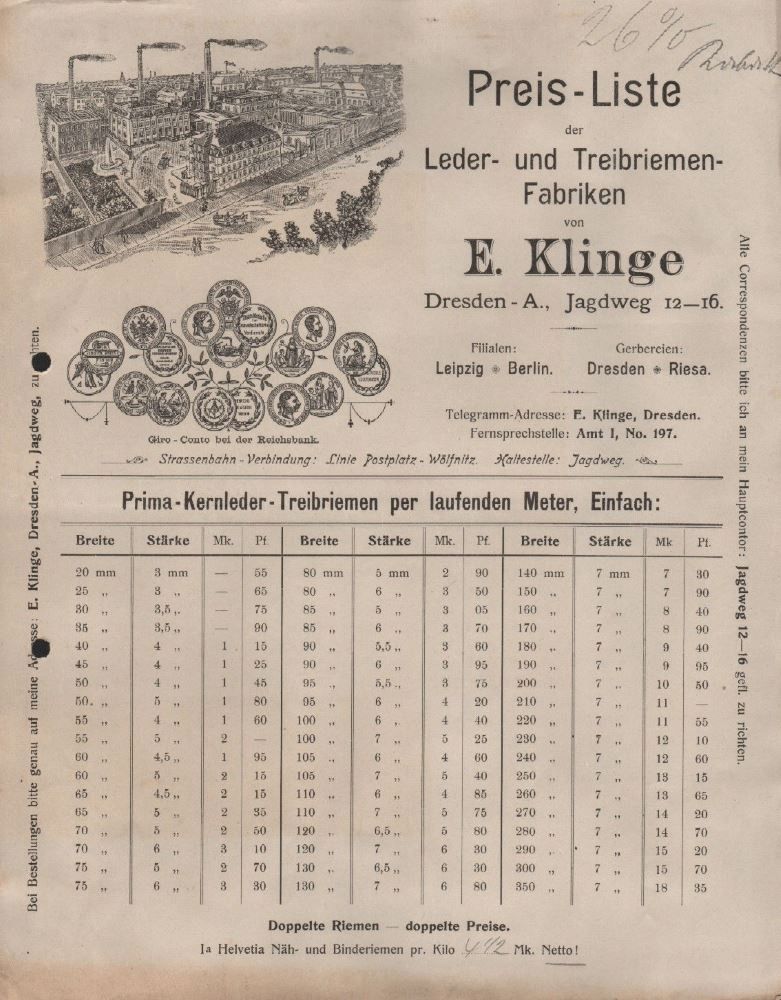 26%
Preis-Liste
der
Leder- und Treibriemen-
Fabriken
von
E. Klinge
Dresden-A., Jagdweg 12—16.
Filialen: Gerbereien:
Leipzig ⁕ Berlin. Dresden ⁕ Riesa.
Telegramm-Adresse: E. Klinge, Dresden.
Fernsprechstelle: Amt I, No. 197.
Giro-Conto bei der Reichsbank.
Strassenbahn-Verbindung: Linie Postplatz-Wölfnitz. Haltestelle: Jagdweg.
Prima-Kernleder-Treibriemen per laufenden Meter, Einfach:
Breite Stärke Mk. Pf. Breite Stärke Mk. Pf. Breite Stärke Mk Pf.
20 mm 3 mm — 55 80 mm 5 mm 2 90 140 mm 7 mm 7 30
25 „ 3 „ — 65 80 „ 6 „ 3 50 150 „ 7 „ 7 90
30 „ 3,5 „ — 75 85 „ 5 „ 3 05 160 „ 7 „ 8 40
35 „ 3,5 „ — 90 85 „ 6 „ 3 70 170 „ 7 „ 8 90
40 „ 4 „ 1 15 90 „ 5,5 „ 3 60 180 „ 7 „ 9 40
45 „ 4 „ 1 25 90 „ 6 „ 3 95 190 „ 7 „ 9 95
50 „ 4 „ 1 45 95 „ 5,5 „ 3 75 200 „ 7 „ 10 50
50. „ 5 „ 1 80 95 „ 6 „ 4 20 210 „ 7 „ 11 —
55 „ 4 „ 1 60 100 „ 6 „ 4 40 220 „ 7 „ 11 55
55 „ 5 „ 2 — 100 „ 7 „ 5 25 230 „ 7 „ 12 10
60 „ 4,5 „ 1 95 105 „ 6 „ 4 60 240 „ 7 „ 12 60
60 „ 5 „ 2 15 105 „ 7 „ 5 40 250 „ 7 „ 13 15
65 „ 4,5 „ 2 15 110 „ 6 „ 4 85 260 „ 7 „ 13 65
65 „ 5 „ 2 35 110 „ 7 „ 5 75 270 „ 7 „ 14 20
70 „ 5 „ 2 50 120 „ 6,5 „ 5 80 280 „ 7 „ 14 70
70 „ 6 „ 3 10 120 „ 7 „ 6 30 290 „ 7 „ 15 20
75 „ 5 „ 2 70 130 „ 6,5 „ 6 30 300 „ 7 „ 15 70
75 „ 6 „ 3 30 130 „ 7 „ 6 80 350 „ 7 „ 18 35
Doppelte Riemen — doppelte Preise.
Ia Helvetia Näh- und Binderiemen pr. Kilo Mk. Netto!
Bei Bestellungen bitte genau auf meine E. Klinge, Dresden-A., Jagdweg, zu
Alle Correspondenzen bitte ich an mein Hauptcontor: Jagdweg 12—16 gefl. zu richten.